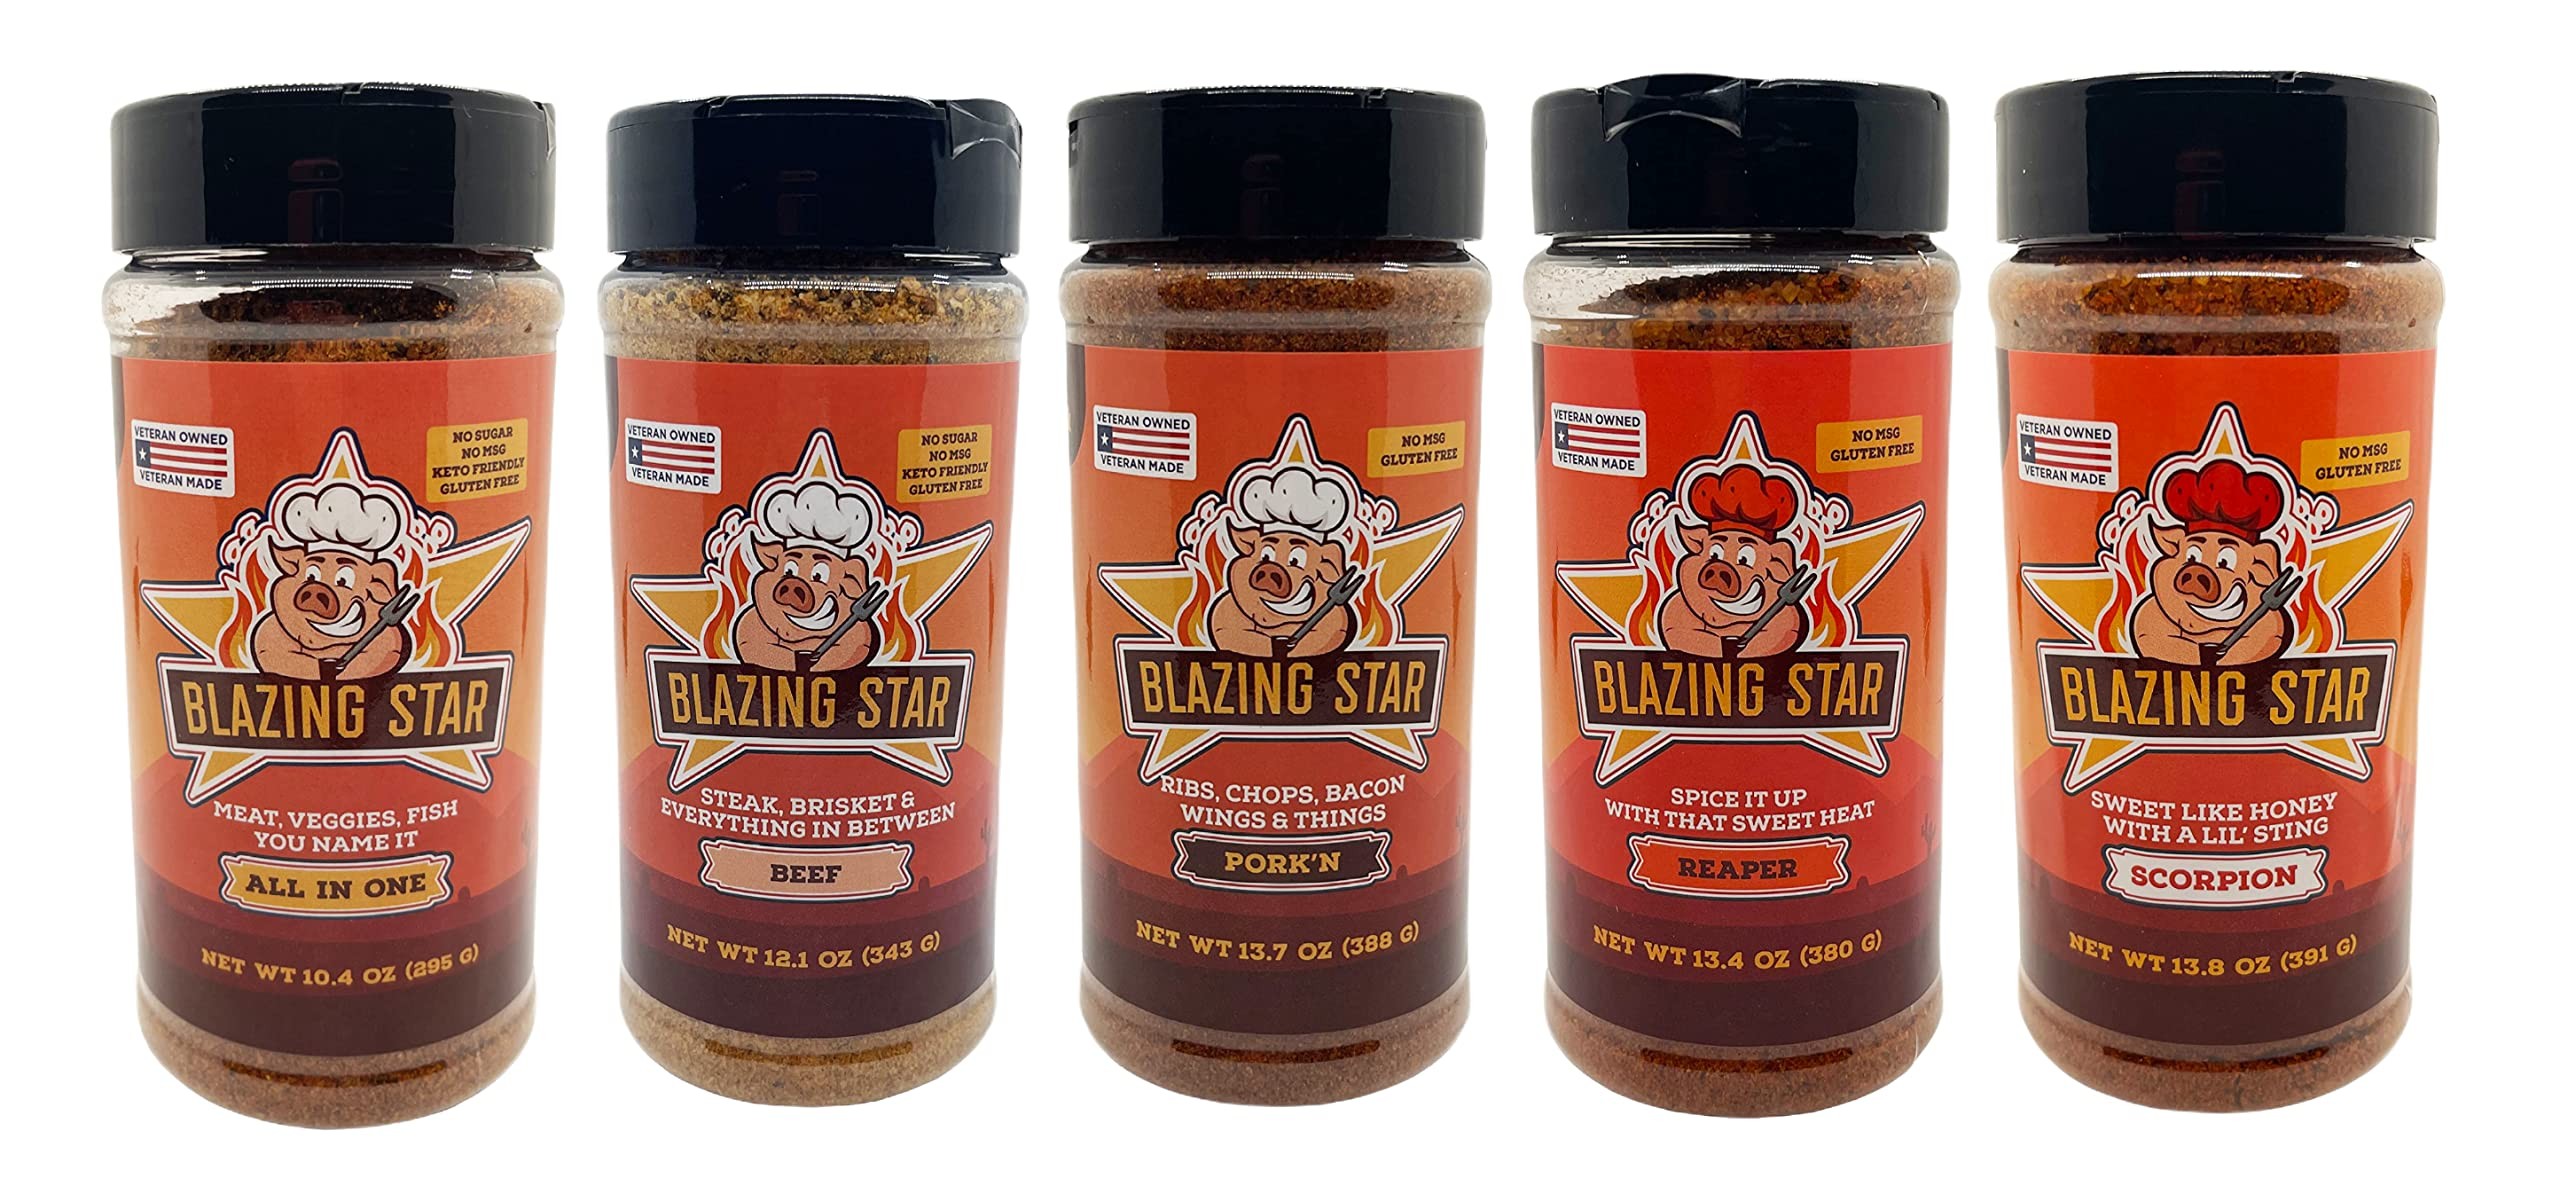 VETERAN OWNED
VETERAN MADE
NO SUGAR
NO MSG
KETO FRIENDLY
GLUTEN FREE
BLAZING STAR
MEAT, VEGGIES, FISH
YOU NAME IT
ALL IN ONE
NET WT 10.4 OZ (295 G)
VETERAN OWNED
VETERAN MADE
NO SUGAR
NO MSG
KETO FRIENDLY
GLUTEN FREE
BLAZING STAR
STEAK, BRISKET &
EVERYTHING IN BETWEEN
BEEF
NET WT 12.1 OZ (343 G)
VETERAN OWNED
VETERAN MADE
NO MSG
GLUTEN FREE
BLAZING STAR
RIBS, CHOPS, BACON
WINGS & THINGS
PORK'N
NET WT 13.7 OZ (388 G)
VETERAN OWNED
VETERAN MADE
NO MSG
GLUTEN FREE
BLAZING STAR
SPICE IT UP
WITH THAT SWEET HEAT
REAPER
NET WT 13.4 OZ (380 G)
VETERAN OWNED
VETERAN MADE
NO MSG
GLUTEN FREE
BLAZING STAR
SWEET LIKE HONEY
WITH A LIL' STING
SCORPION
NET WT 13.8 OZ (391 G)